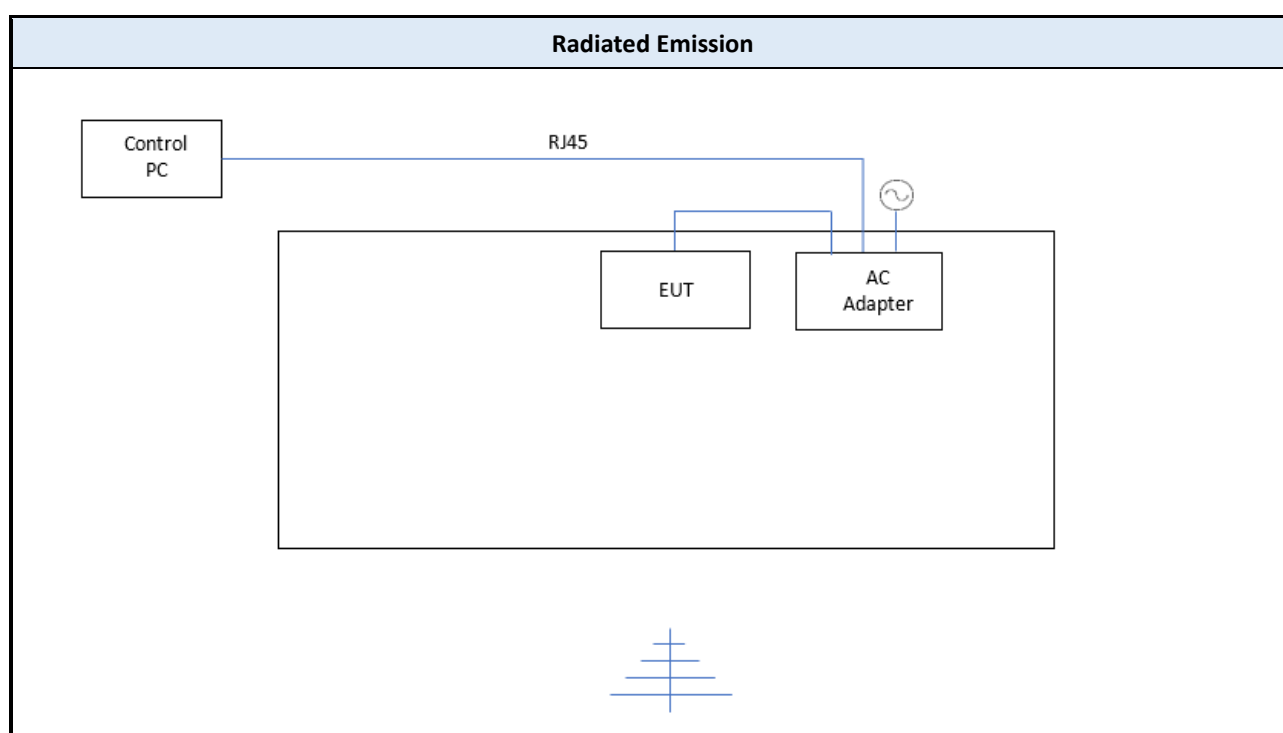 Radiated Emission
Control
PC
RJ45
EUT
AC
Adapter